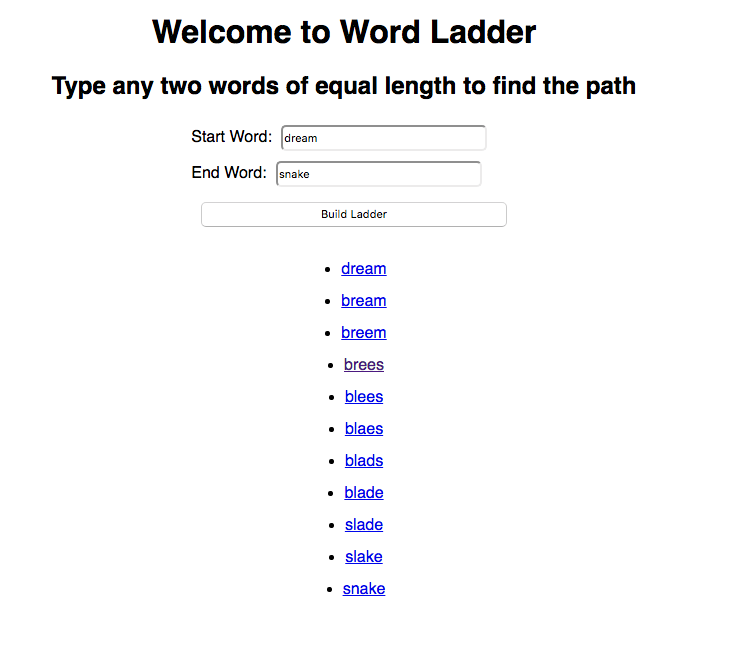 Welcome to Word Ladder
Type any two words of equal length to find the path
Start Word: dream
End Word: snake
Build Ladder
• dream
• bream
• breem
• brees
• blees
• blaes
• blads
• blade
• slade
• slake
• snake